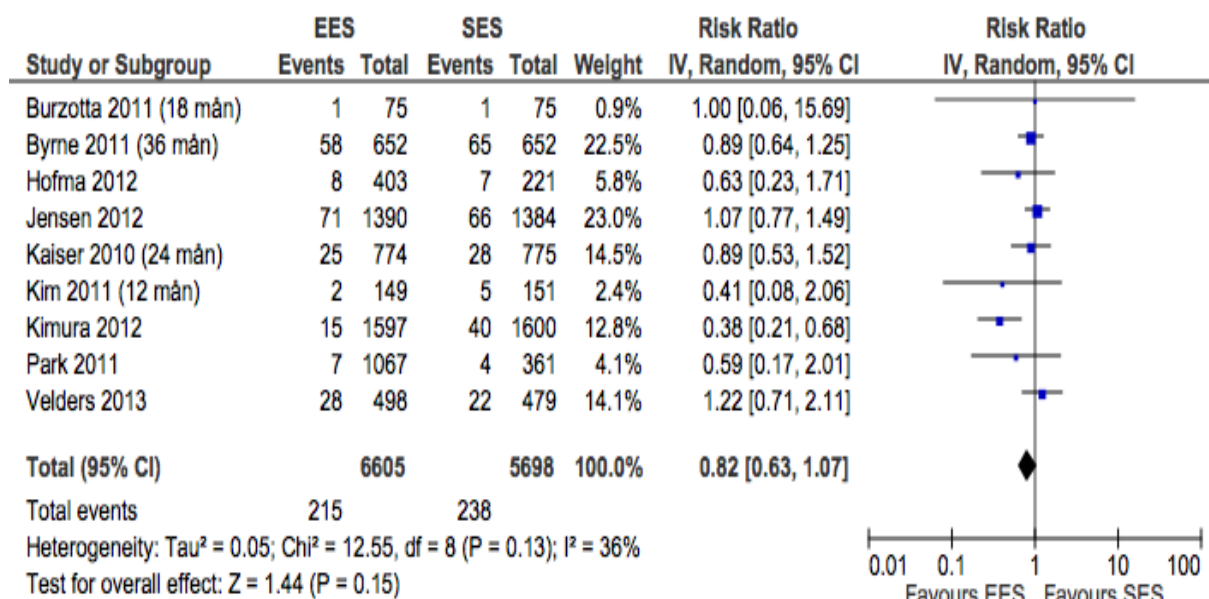 EES SES Risk Ratio Risk Ratio
Study or Subgroup Events Total Events Total Weight IV, Random, 95% CI IV, Random, 95% CI
Burzotta 2011 (18 mån) 1 75 1 75 0.9% 1.00 [0.06, 15.69]
Byrne 2011 (36 mån) 58 652 65 652 22.5% 0.89 [0.64, 1.25]
Hofma 2012 8 403 7 221 5.8% 0.63 [0.23, 1.71]
Jensen 2012 71 1390 66 1384 23.0% 1.07 [0.77, 1.49]
Kaiser 2010 (24 mån) 25 774 28 775 14.5% 0.89 [0.53, 1.52]
Kim 2011 (12 mån) 2 149 5 151 2.4% 0.41 [0.08, 2.06]
Kimura 2012 15 1597 40 1600 12.8% 0.38 [0.21, 0.68]
Park 2011 7 1067 4 361 4.1% 0.59 [0.17, 2.01]
Velders 2013 28 498 22 479 14.1% 1.22 [0.71, 2.11]
Total (95% CI) 6605 5698 100.0% 0.82 [0.63, 1.07]
Total events 215 238
Heterogeneity: Tau² = 0.05; Chi² = 12.55, df = 8 (P = 0.13); I² = 36%
Test for overall effect: Z = 1.44 (P = 0.15)
0.01 0.1 1 10 100
Favours EES Favours SES